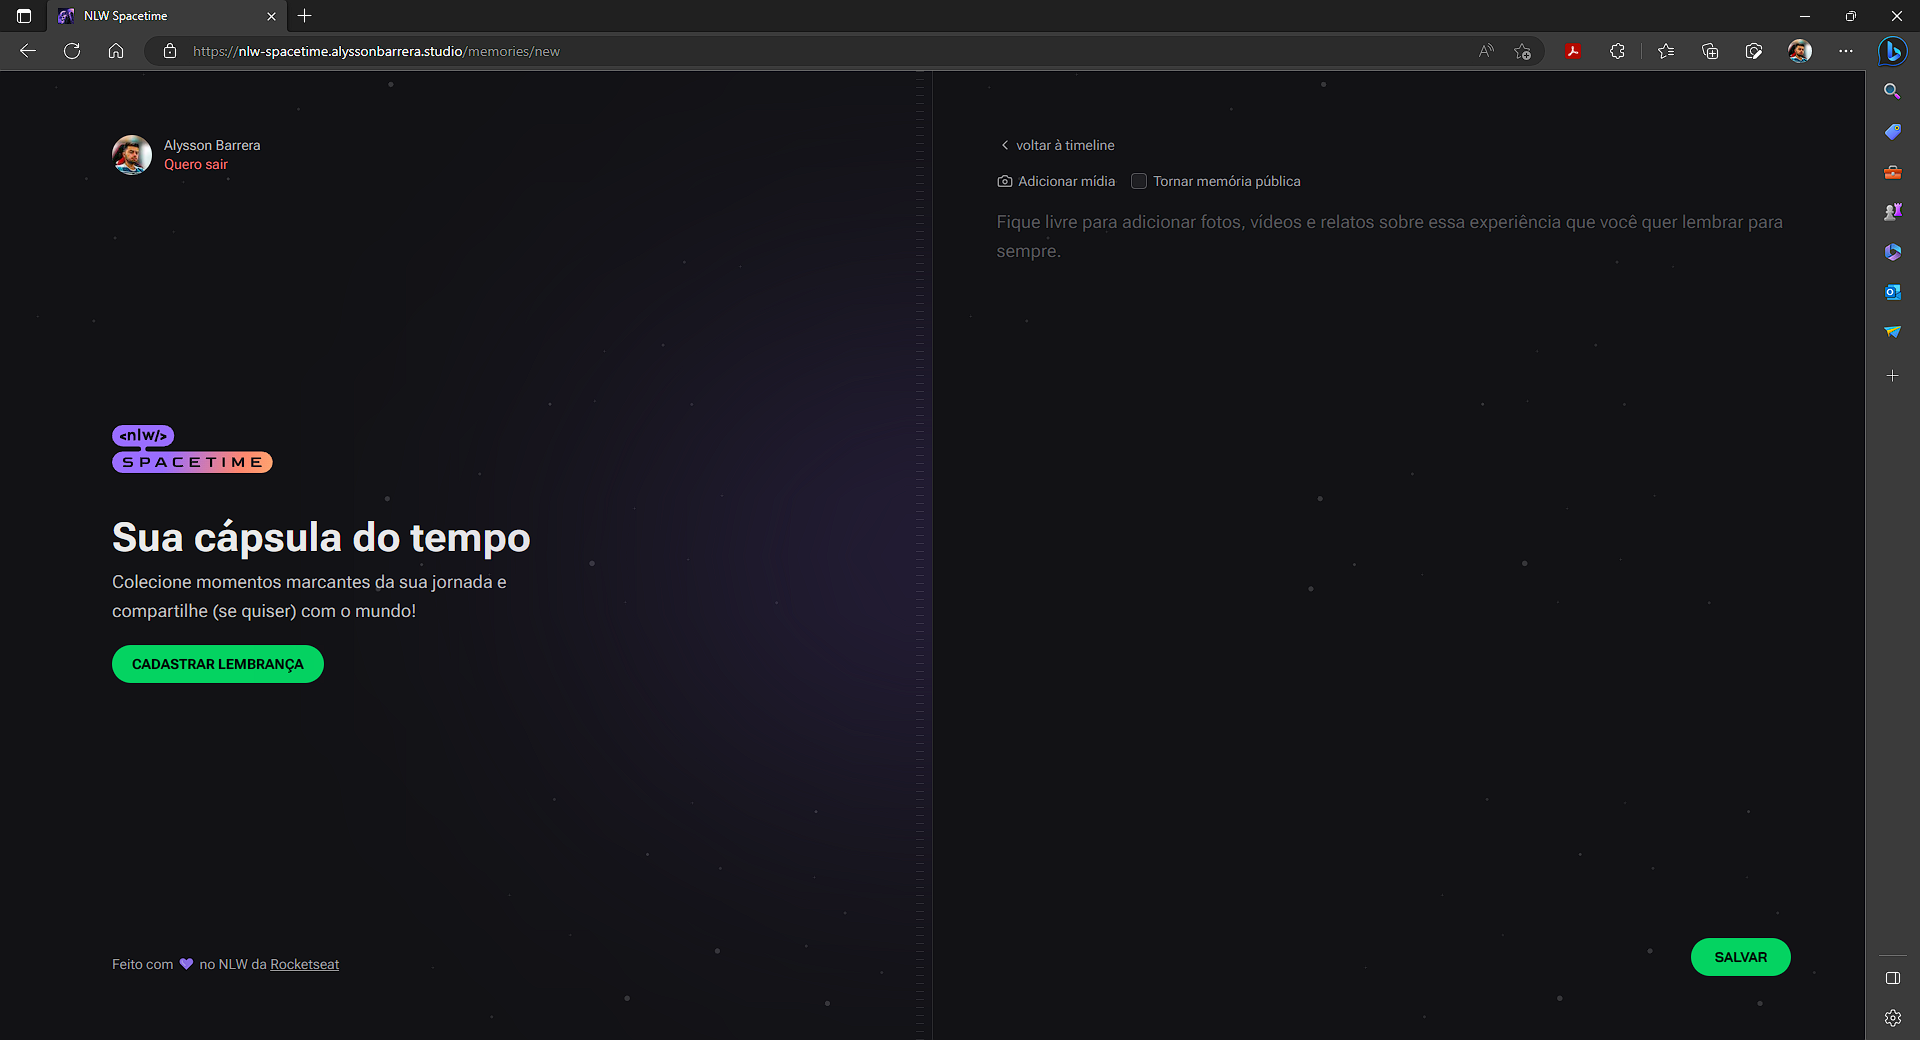 NLW Spacetime
https://nlw-spacetime.alyssonbarrera.studio/memories/new
Alysson Barrera
Quero sair
<nlw/>
SPACETIME
Sua cápsula do tempo
Colecione momentos marcantes da sua jornada e
compartilhe (se quiser) com o mundo!
CADASTRAR LEMBRANÇA
Feito com 💜 no NLW da Rocketseat
voltar à timeline
Adicionar mídia
Tornar memória pública
Fique livre para adicionar fotos, vídeos e relatos sobre essa experiência que você quer lembrar para
sempre.
SALVAR